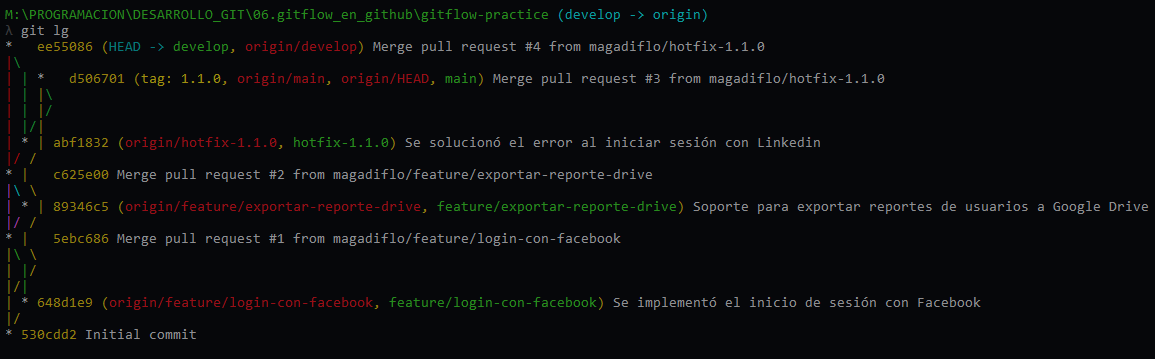 M:\PROGRAMACION\DESARROLLO_GIT\06.gitflow_en_github\gitflow-practice (develop -> origin)
λ git lg
*   ee55086 (HEAD -> develop, origin/develop) Merge pull request #4 from magadiflo/hotfix-1.1.0
|\
| | *   d506701 (tag: 1.1.0, origin/main, origin/HEAD, main) Merge pull request #3 from magadiflo/hotfix-1.1.0
| | |\
| | |/
| |/|
| * | abf1832 (origin/hotfix-1.1.0, hotfix-1.1.0) Se solucionó el error al iniciar sesión con Linkedin
|/ /
* |   c625e00 Merge pull request #2 from magadiflo/feature/exportar-reporte-drive
|\ \
| * | 89346c5 (origin/feature/exportar-reporte-drive, feature/exportar-reporte-drive) Soporte para exportar reportes de usuarios a Google Drive
|/ /
* |   5ebc686 Merge pull request #1 from magadiflo/feature/login-con-facebook
|\ \
| |/
|/|
| * 648d1e9 (origin/feature/login-con-facebook, feature/login-con-facebook) Se implementó el inicio de sesión con Facebook
|/
* 530cdd2 Initial commit